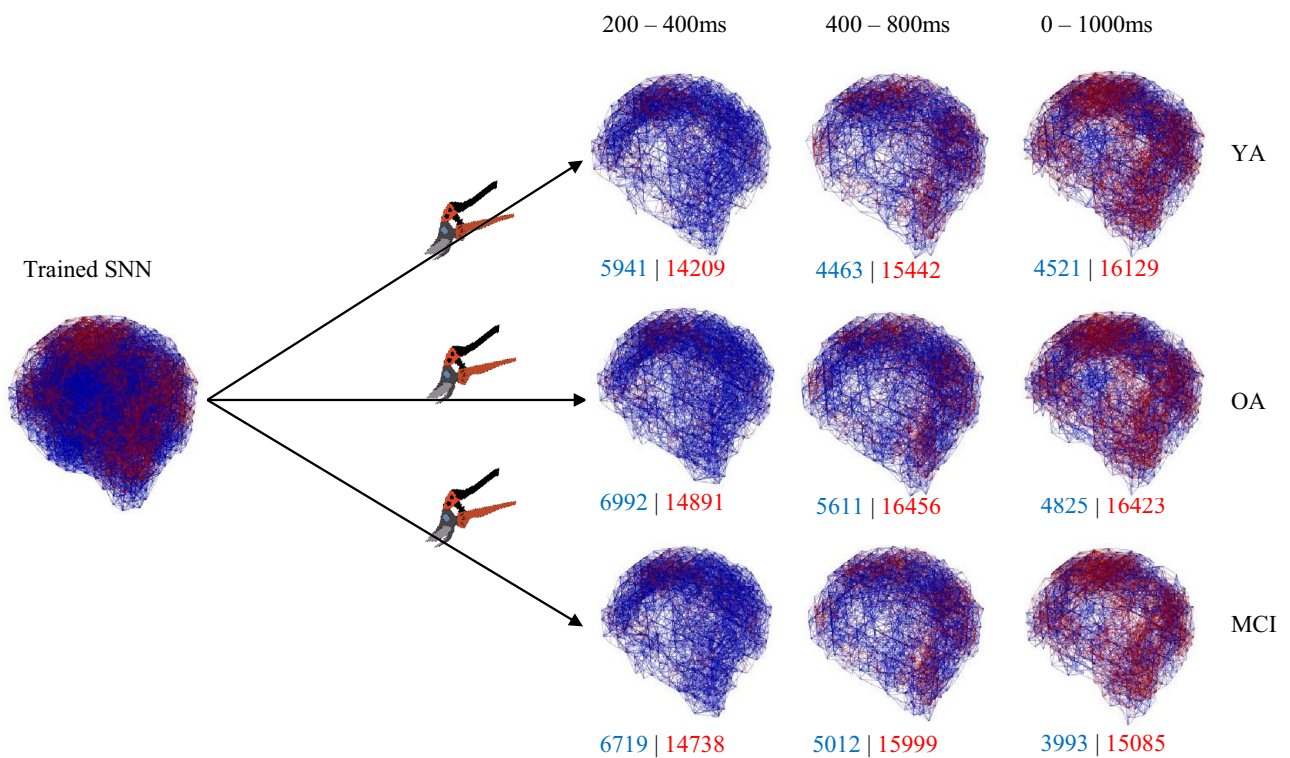 200 – 400ms 400 – 800ms 0 – 1000ms
YA
5941 | 14209 4463 | 15442 4521 | 16129
Trained SNN
OA
6992 | 14891 5611 | 16456 4825 | 16423
MCI
6719 | 14738 5012 | 15999 3993 | 15085